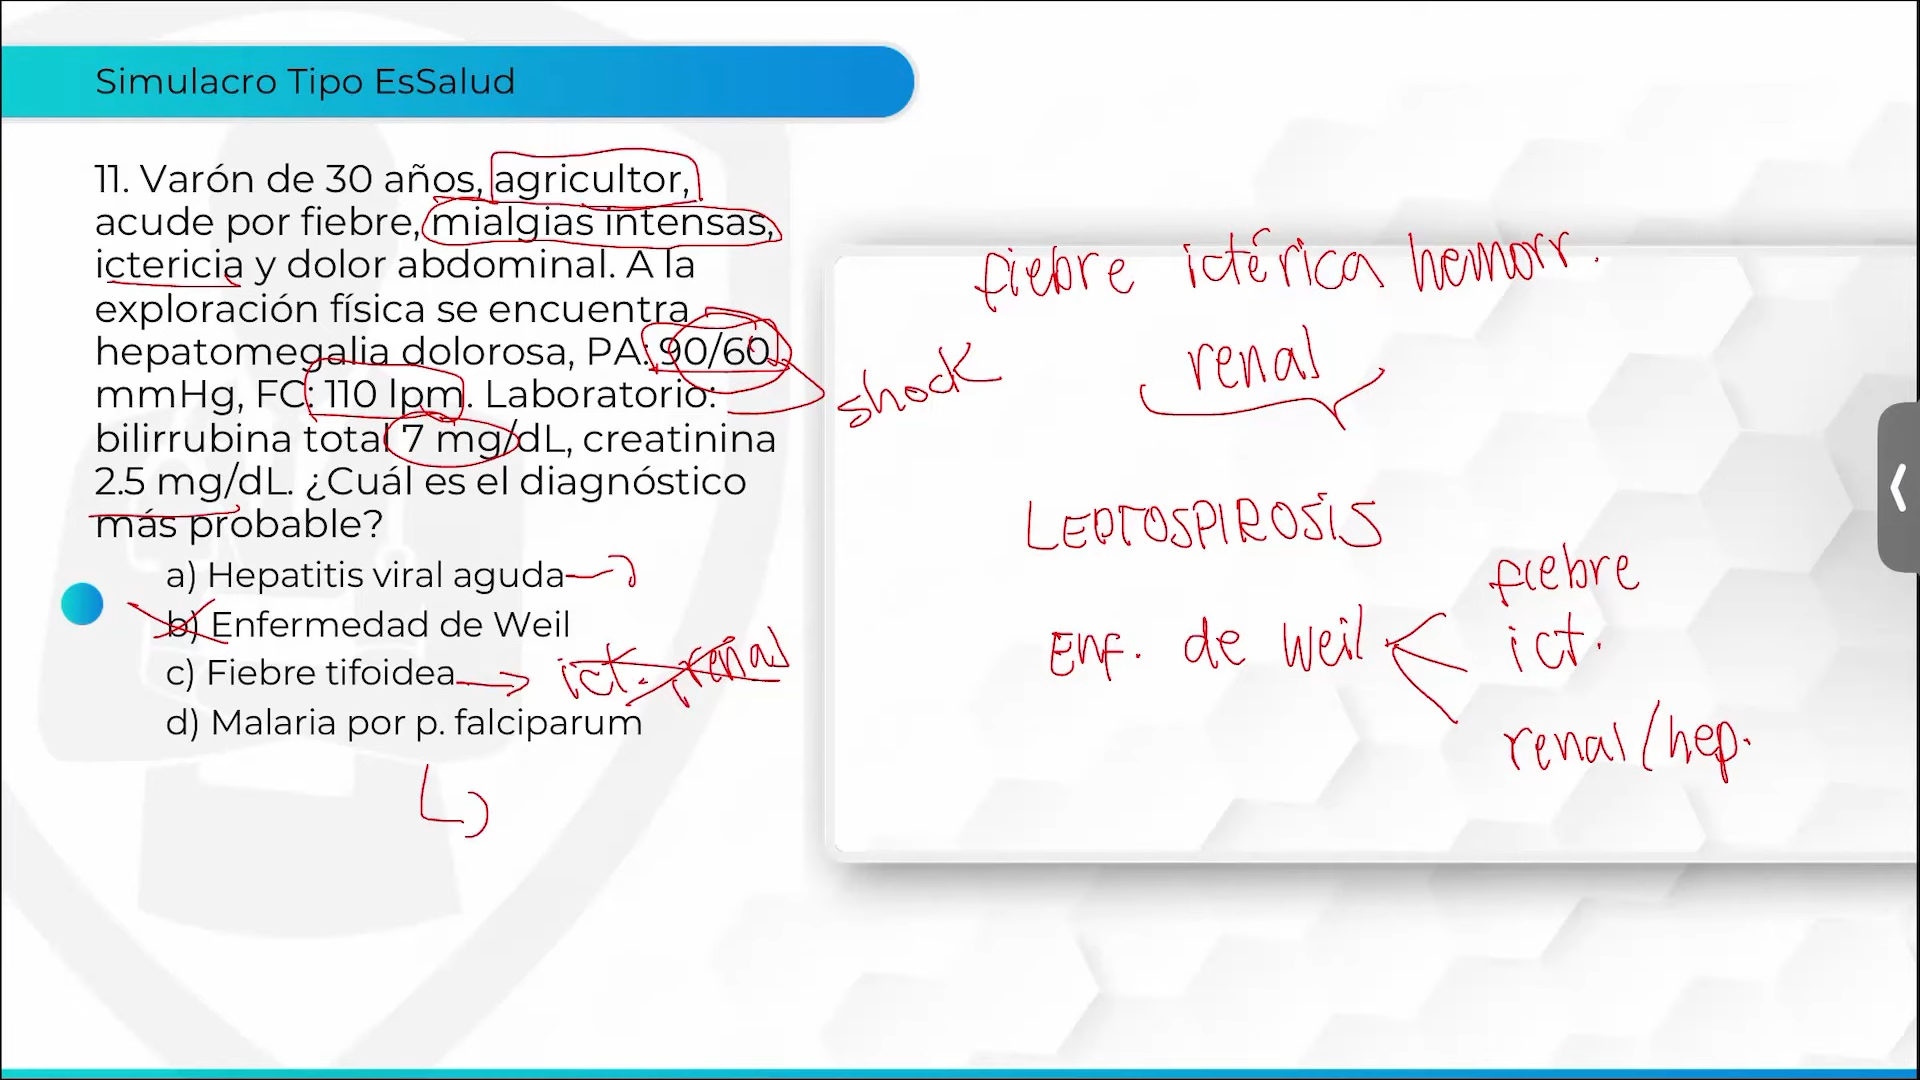 Simulacro Tipo EsSalud
11. Varón de 30 años, agricultor,
acude por fiebre, mialgias intensas,
ictericia y dolor abdominal. A la
exploración física se encuentra
hepatomegalia dolorosa, PA: 90/60
mmHg, FC: 110 lpm. Laboratorio:
bilirrubina total 7 mg/dL, creatinina
2.5 mg/dL. ¿Cuál es el diagnóstico
más probable?
a) Hepatitis viral aguda
b) Enfermedad de Weil
c) Fiebre tifoidea
ict. renal
d) Malaria por p. falciparum
fiebre ictérica hemorr.
renal
shock
LEPTOSPIROSIS
Enf. de Weil
fiebre
ict.
renal/hep.